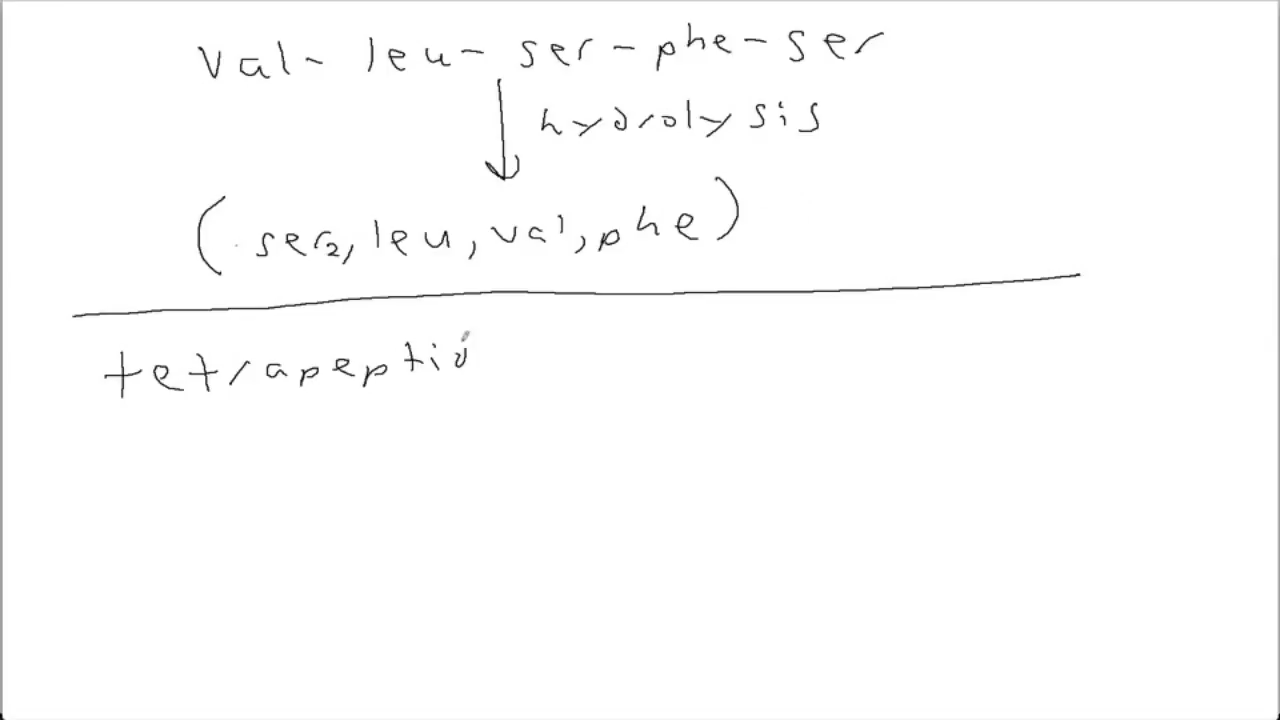 val- leu- ser-phe-ser
hydrolysis
(ser2, leu, val, phe)
tetrapeptid